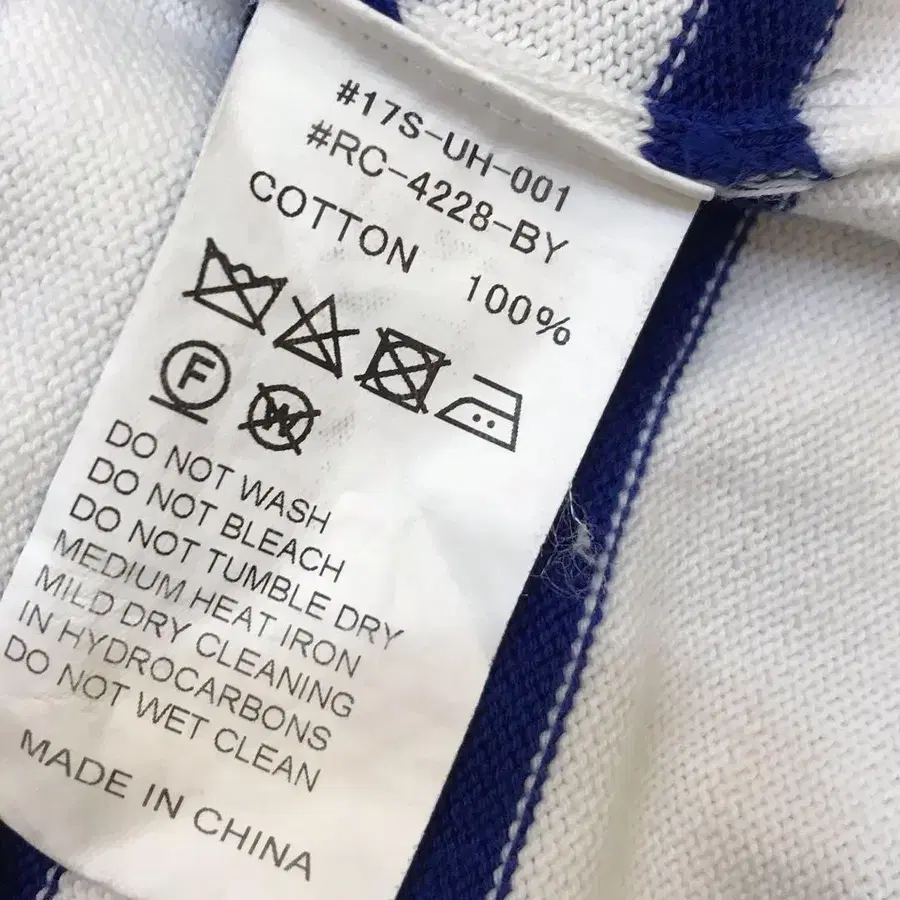 #17S-UH-001
#RC-4228-BY
COTTON 100%
F W
DO NOT WASH
DO NOT BLEACH
DO NOT TUMBLE DRY
MEDIUM HEAT IRON
MILD DRY CLEANING
IN HYDROCARBONS
DO NOT WET CLEAN
MADE IN CHINA